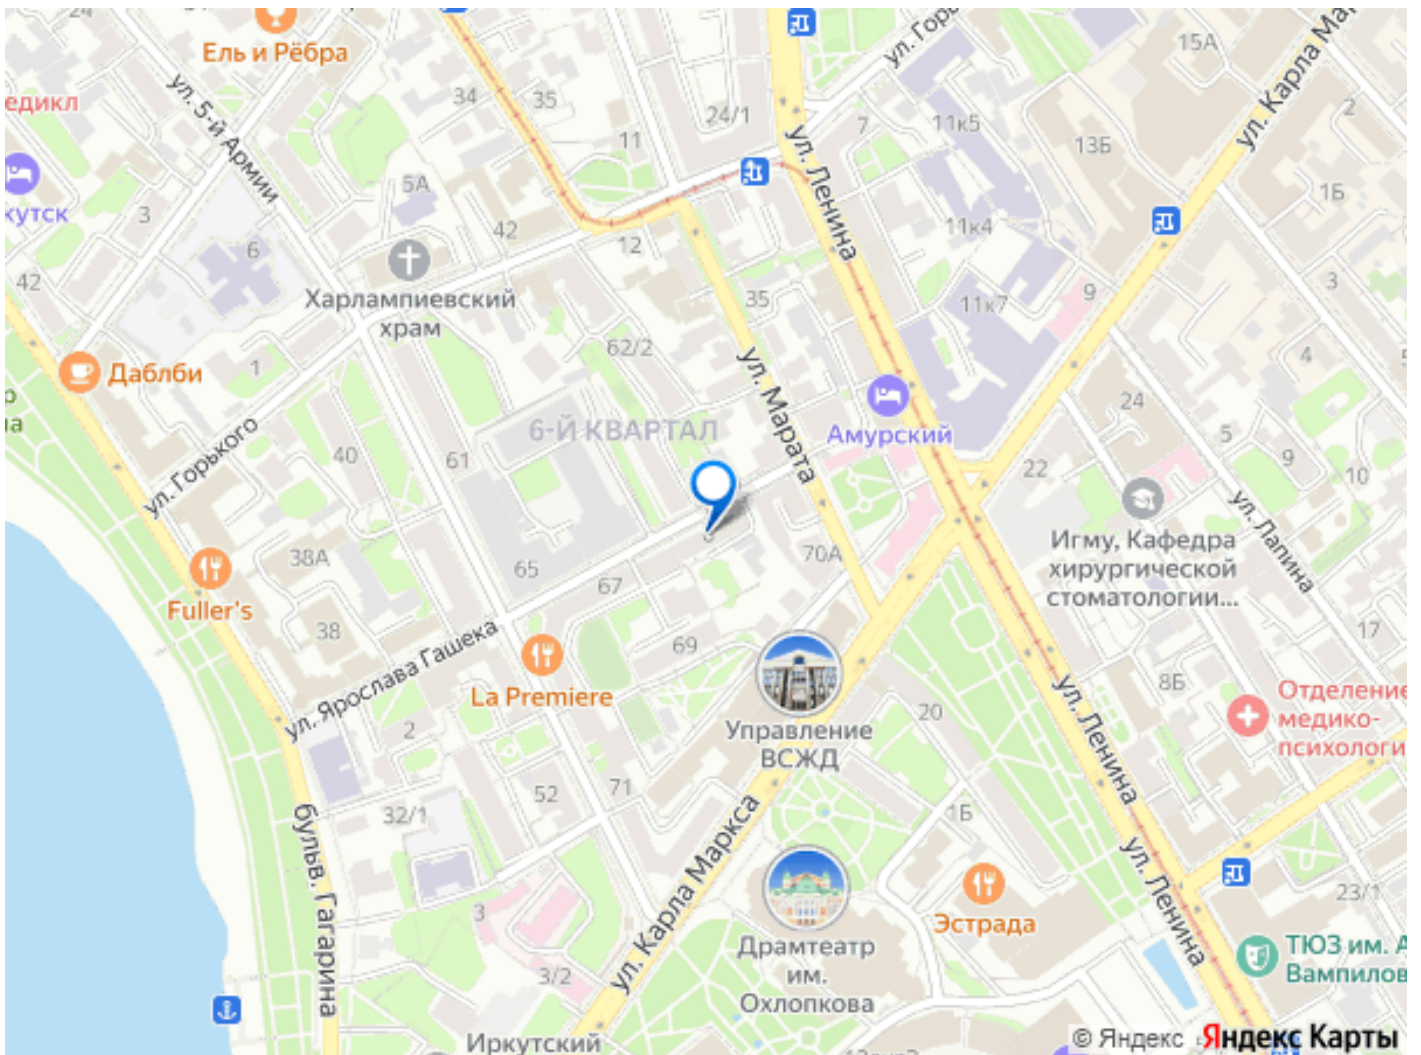 Ель и Рёбра
34
35
24/1
11
7
11к5
15А
2
13Б
1Б
ул. Горь
ул. Карла Ма
едикл
кутск
ул. 5-й Армии
5А
3
6
42
42
12
Харлампиевский
храм
ул. Ленина
11к4
11к7
9
3
4
35
62/2
Даблби
1
ул. Марата
6-Й КВАРТАЛ
Амурский
24
5
9
10
22
ул. Горького
40
61
70А
Игму, Кафедра
хирургической
стоматологии...
ул. Лапина
38А
65
67
Fuller's
38
69
17
ул. Ярослава Гашека
La Premiere
Управление
ВСЖД
20
8Б
Отделение
медико-
психологи
ул. Ленина
2
52
71
32/1
1Б
бульв. Гагарина
ул. Карла Маркса
ул. Ленина
Эстрада
23/1
3
3/2
Драмтеатр
им.
Охлопкова
ТЮЗ им. А
Вампилов
Иркутский
© Яндекс Яндекс Карты